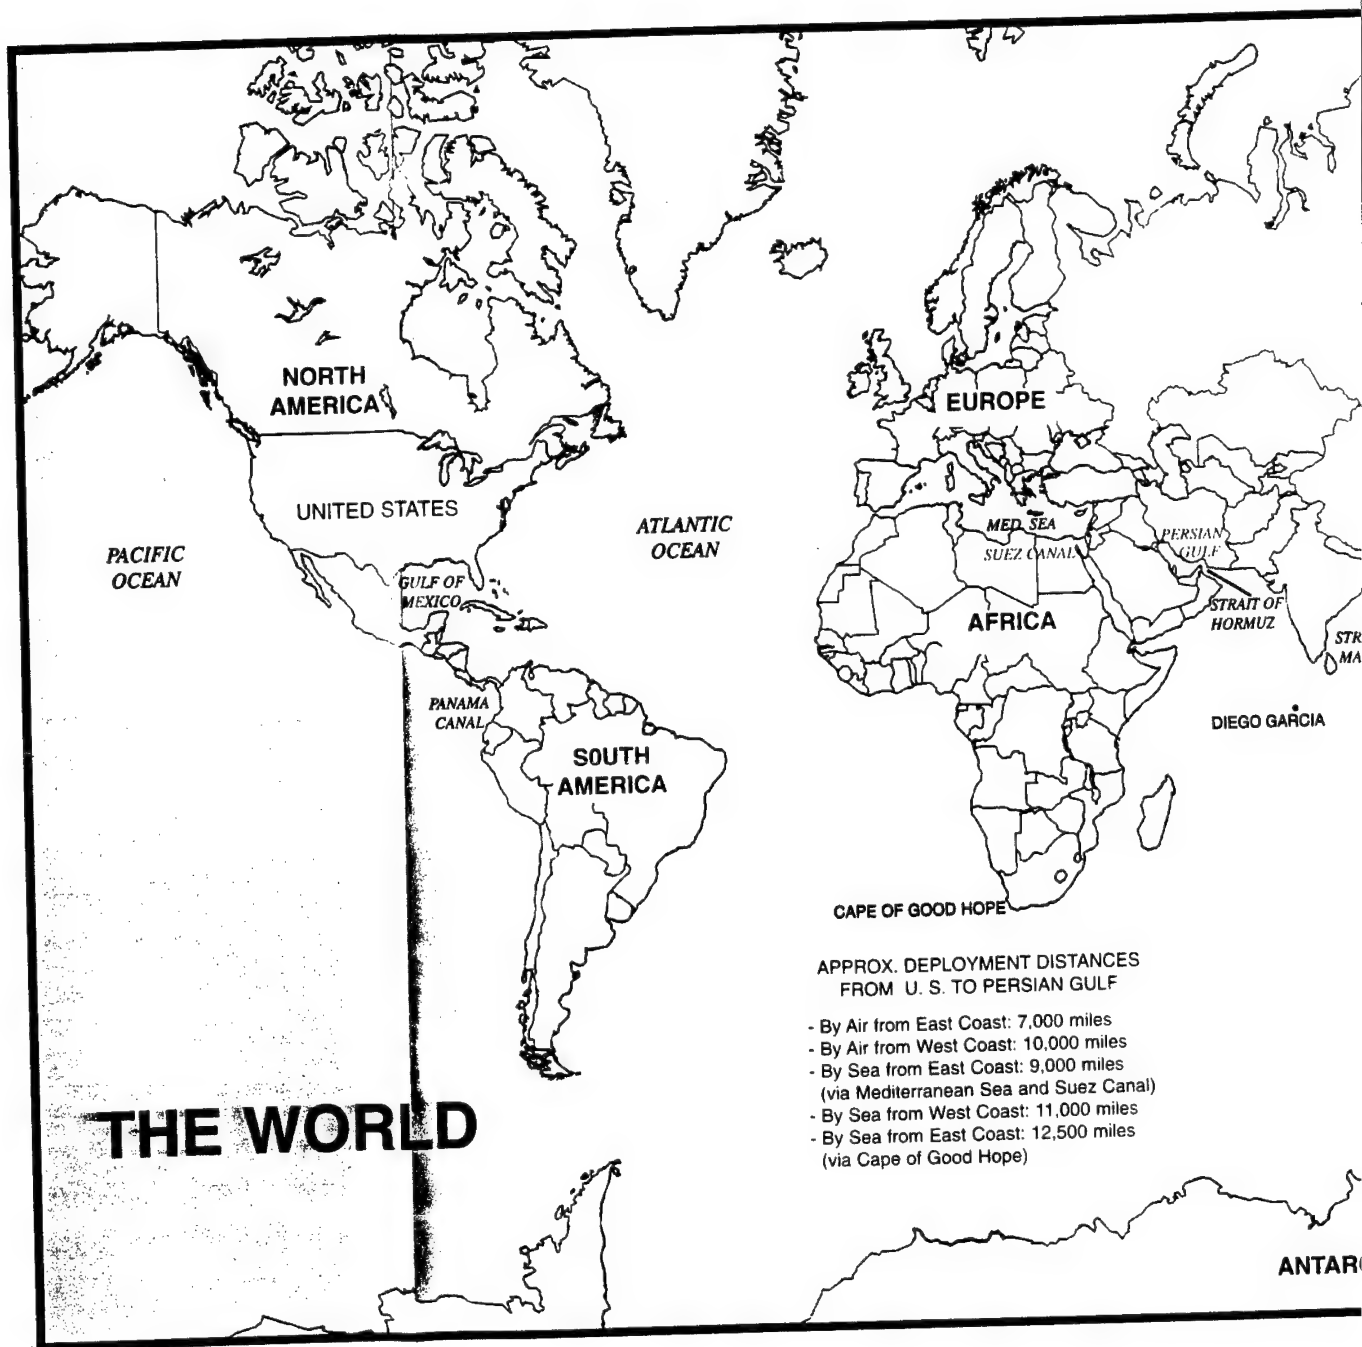 NORTH
AMERICA
EUROPE
UNITED STATES
ATLANTIC
OCEAN
MED. SEA
SUEZ CANAL
PERSIAN
GULF
PACIFIC
OCEAN
GULF OF
MEXICO
AFRICA
STRAIT OF
HORMUZ
STR
MA
PANAMA
CANAL
DIEGO GARCIA
SOUTH
AMERICA
CAPE OF GOOD HOPE
APPROX. DEPLOYMENT DISTANCES
FROM U. S. TO PERSIAN GULF
- By Air from East Coast: 7,000 miles
- By Air from West Coast: 10,000 miles
- By Sea from East Coast: 9,000 miles
(via Mediterranean Sea and Suez Canal)
- By Sea from West Coast: 11,000 miles
- By Sea from East Coast: 12,500 miles
(via Cape of Good Hope)
THE WORLD
ANTAR